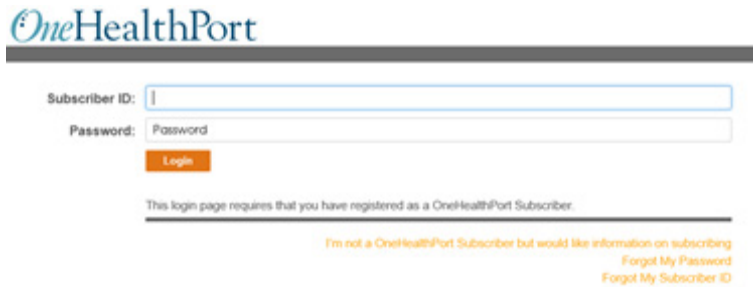 OneHealthPort
Subscriber ID:
Password: Password
Login
This login page requires that you have registered as a OneHealthPort Subscriber.
I'm not a OneHealthPort Subscriber but would like information on subscribing
Forgot My Password
Forgot My Subscriber ID